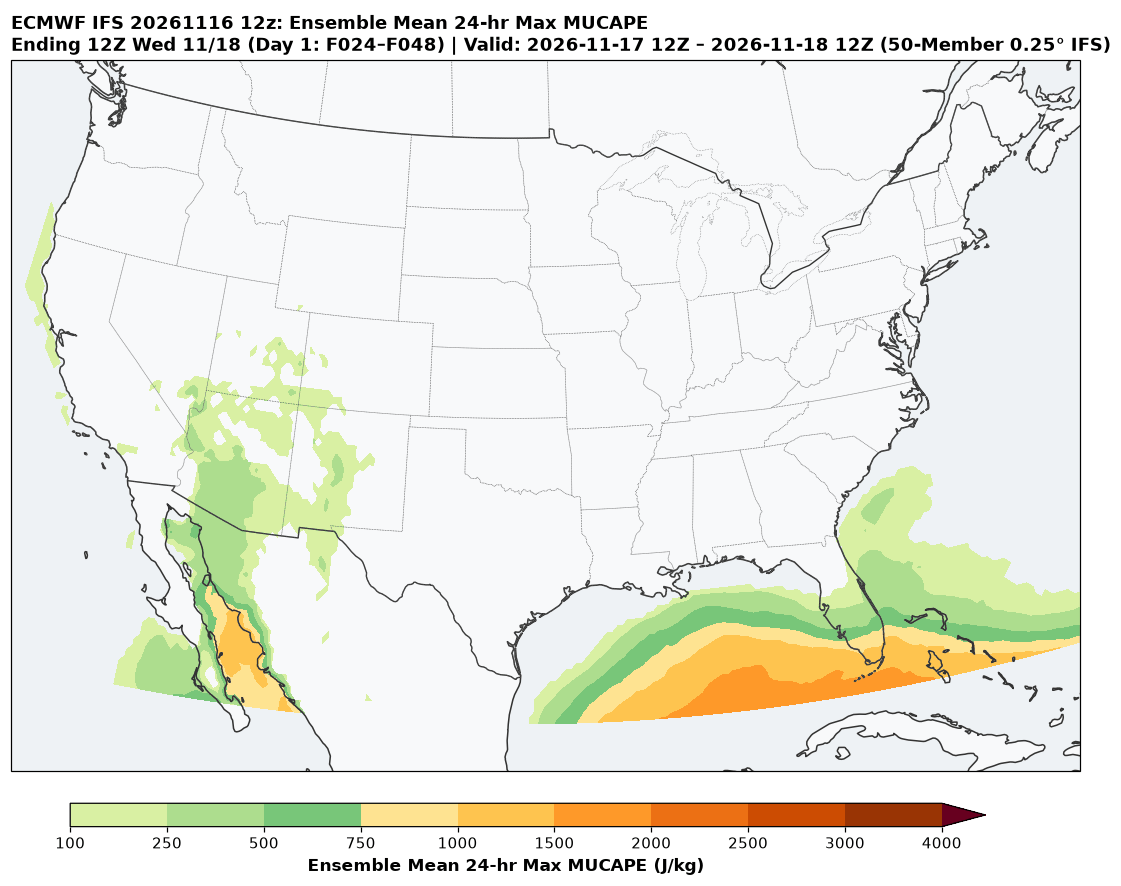 ECMWF IFS 20261116 12z: Ensemble Mean 24-hr Max MUCAPE
Ending 12Z Wed 11/18 (Day 1: F024–F048) | Valid: 2026-11-17 12Z – 2026-11-18 12Z (50-Member 0.25° IFS)
100 250 500 750 1000 1500 2000 2500 3000 4000
Ensemble Mean 24-hr Max MUCAPE (J/kg)